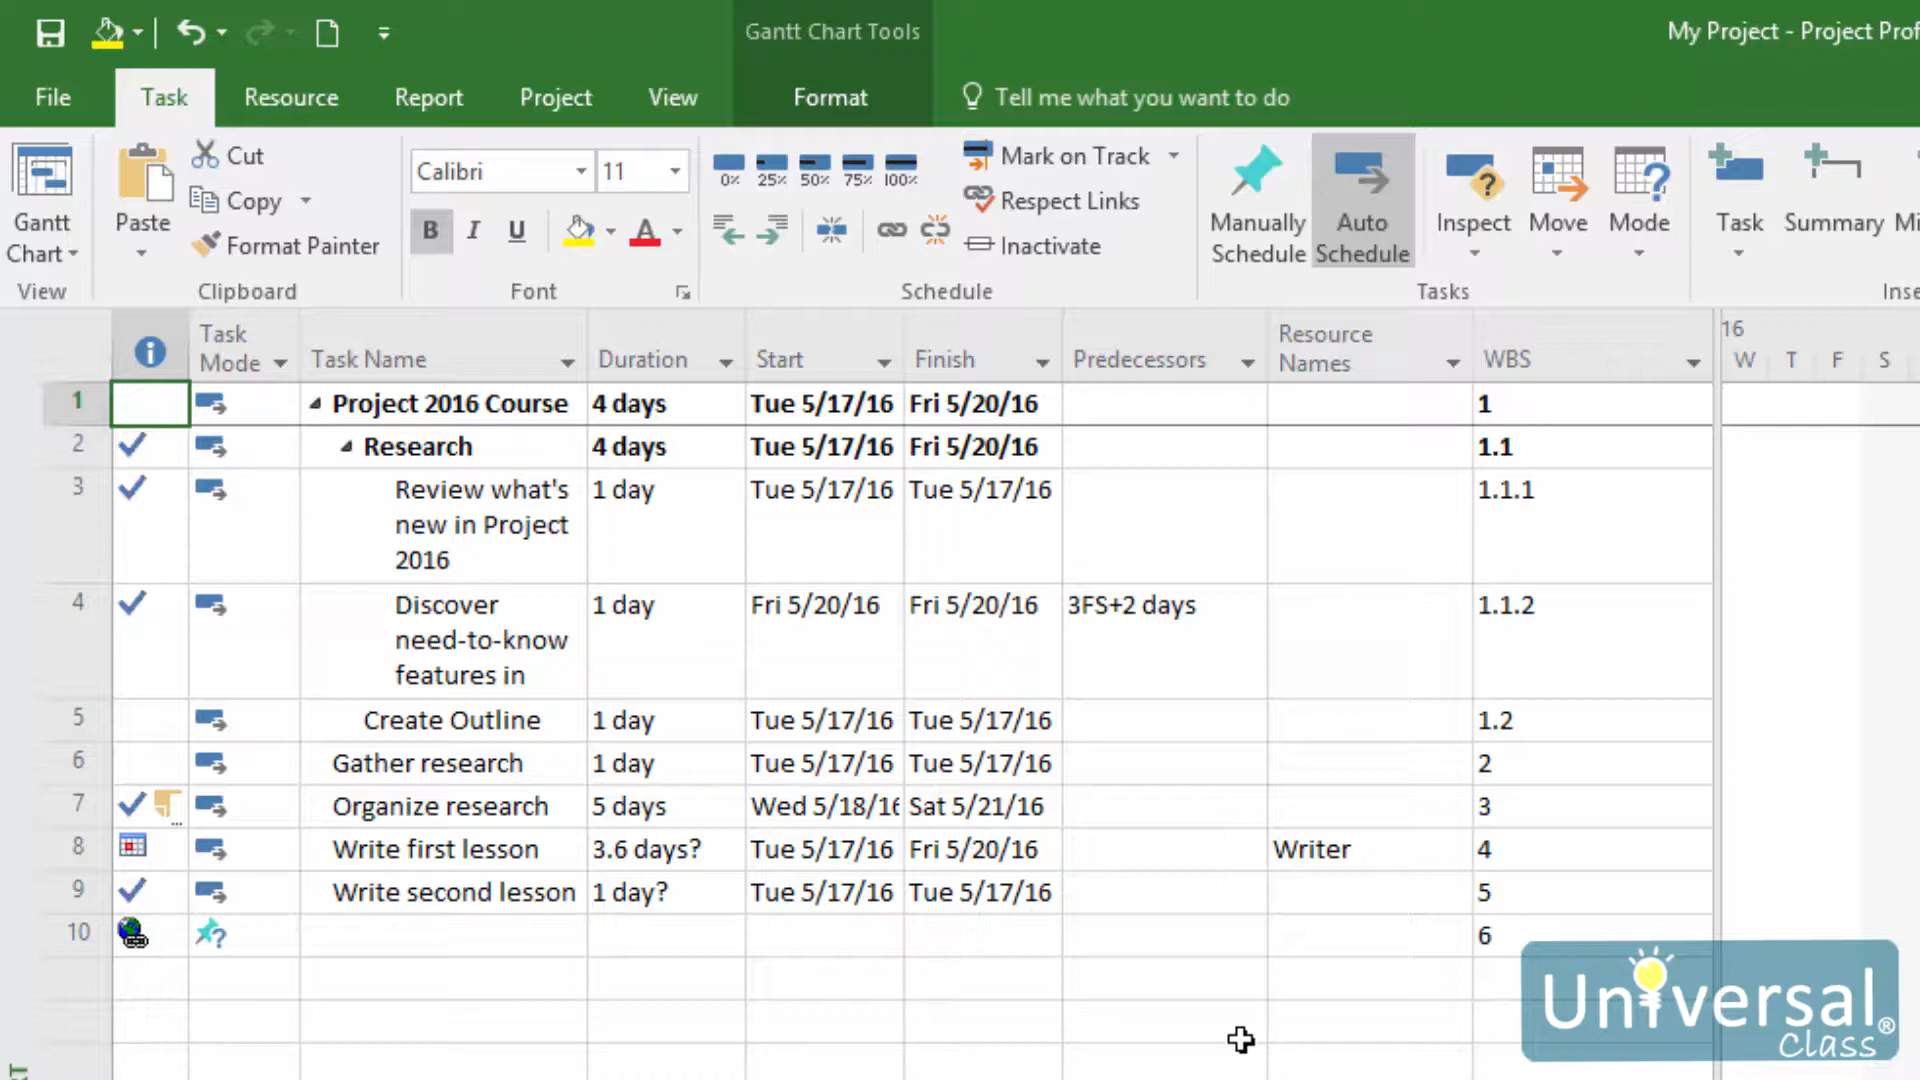 Gantt Chart Tools
My Project - Project Prof
File Task Resource Report Project View Format Tell me what you want to do
Gantt Chart
View
Paste
Cut
Copy
Format Painter
Clipboard
Calibri 11
B I U A
Font
0% 25% 50% 75% 100%
Mark on Track
Respect Links
Inactivate
Schedule
Manually Schedule
Auto Schedule
Inspect
Move
Mode
Tasks
Task
Summary
Mi
Inse
Task Mode Task Name Duration Start Finish Predecessors Resource Names WBS
16
W T F S
1 Project 2016 Course 4 days Tue 5/17/16 Fri 5/20/16 1
2 Research 4 days Tue 5/17/16 Fri 5/20/16 1.1
3 Review what's 1 day Tue 5/17/16 Tue 5/17/16 1.1.1
new in Project
2016
4 Discover 1 day Fri 5/20/16 Fri 5/20/16 3FS+2 days 1.1.2
need-to-know
features in
5 Create Outline 1 day Tue 5/17/16 Tue 5/17/16 1.2
6 Gather research 1 day Tue 5/17/16 Tue 5/17/16 2
7 Organize research 5 days Wed 5/18/16 Sat 5/21/16 3
8 Write first lesson 3.6 days? Tue 5/17/16 Fri 5/20/16 Writer 4
9 Write second lesson 1 day? Tue 5/17/16 Tue 5/17/16 5
10 6
Universal
Class®